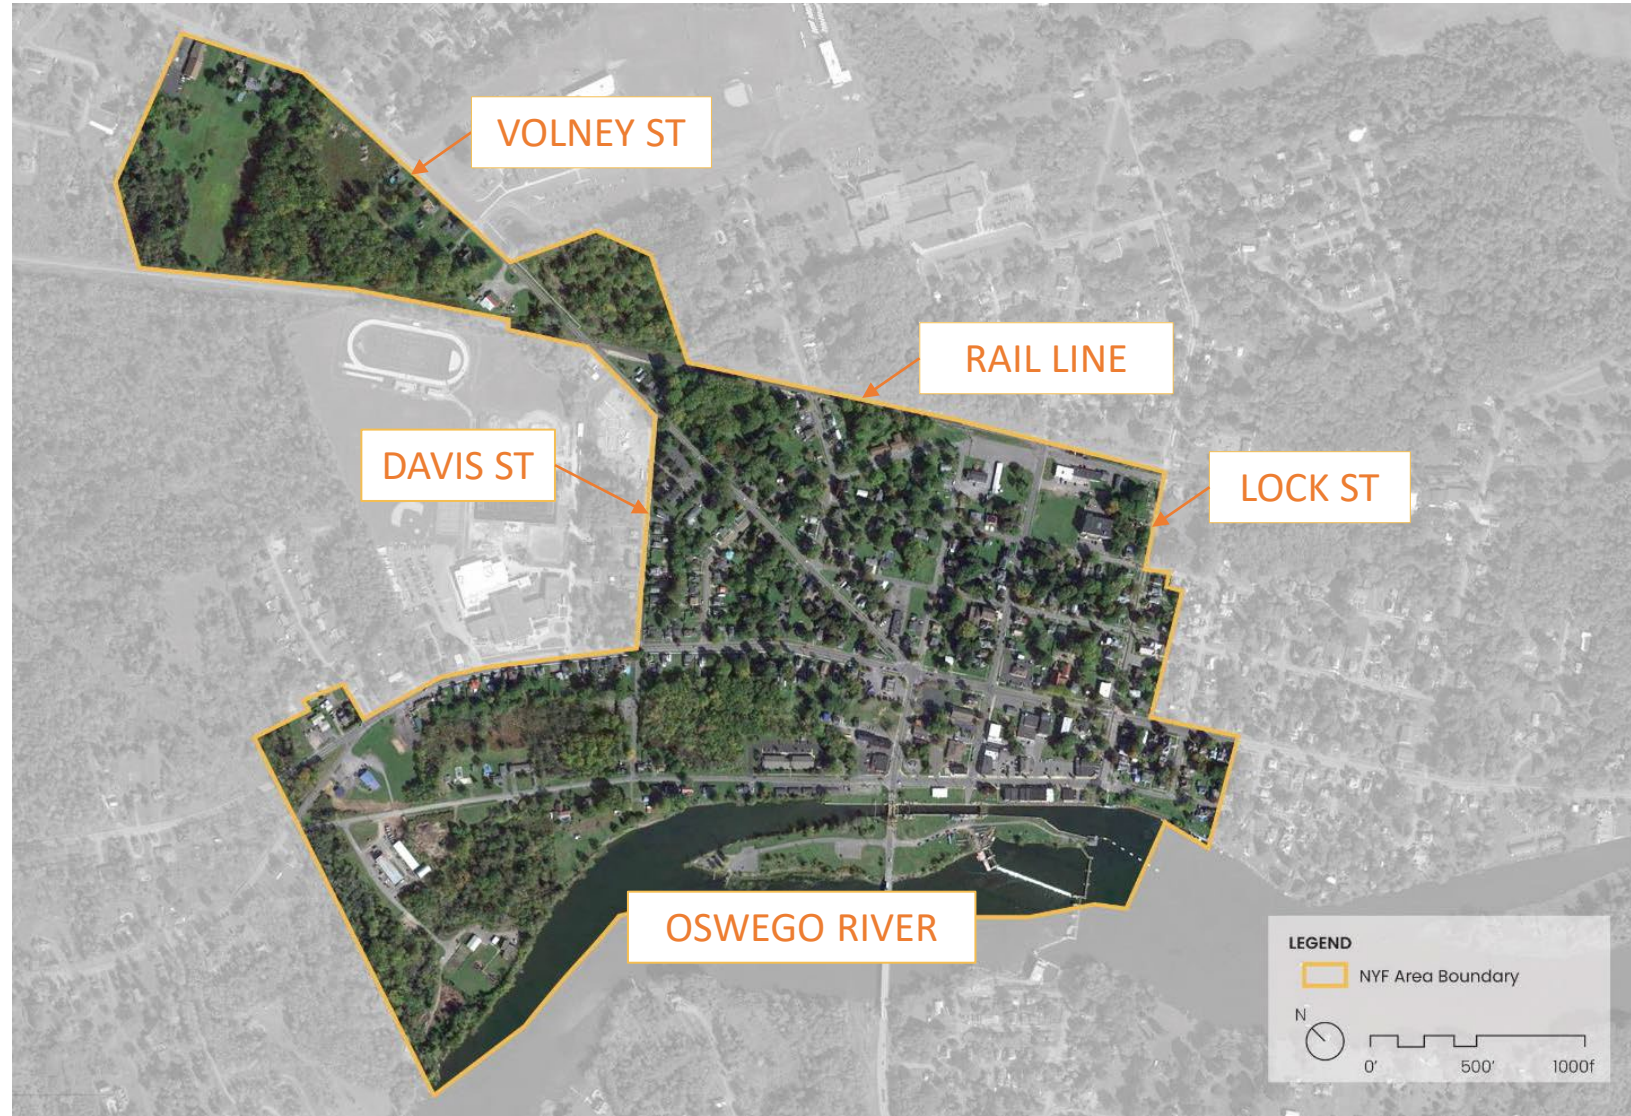 VOLNEY ST
RAIL LINE
DAVIS ST
LOCK ST
OSWEGO RIVER
LEGEND
NYF Area Boundary
N
0' 500' 1000f